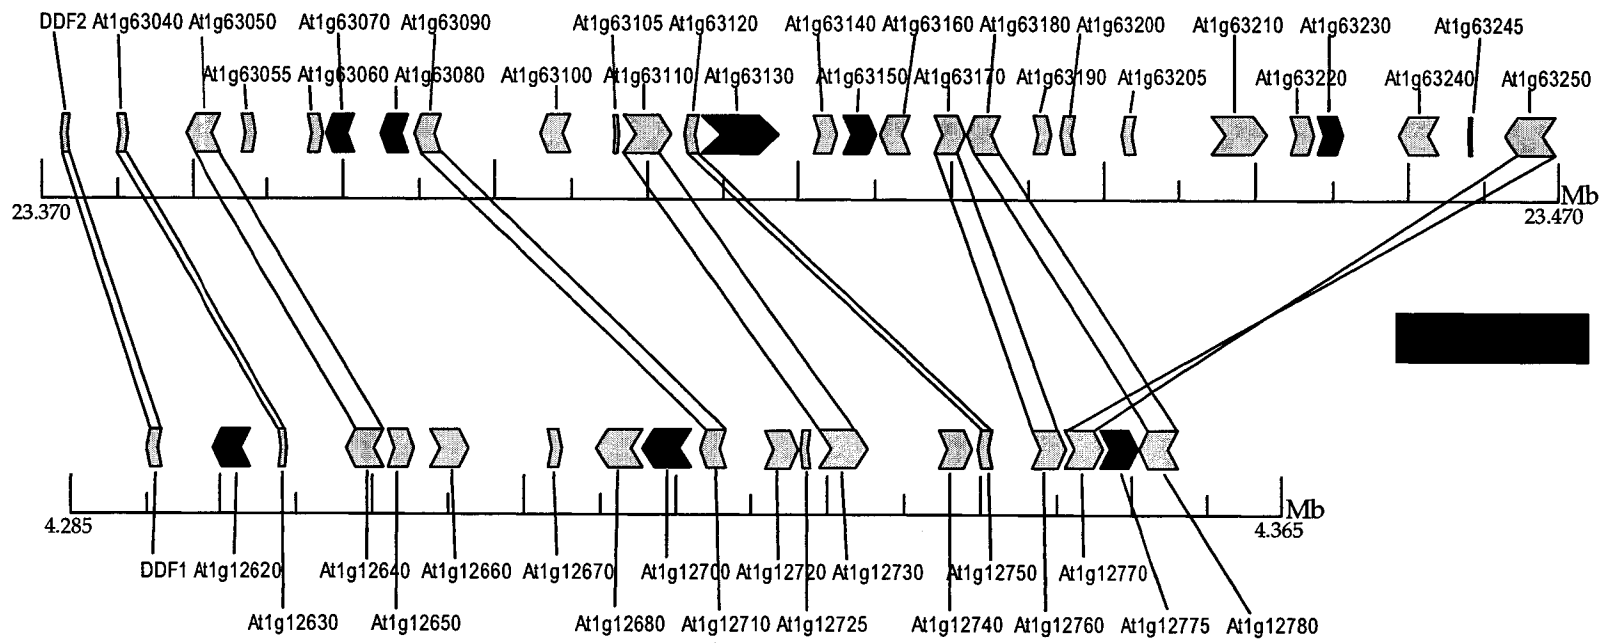 DDF2 At1g63040 At1g63050 At1g63070 At1g63090 At1g63105 At1g63120 At1g63140 At1g63160 At1g63180 At1g63200 At1g63210 At1g63230 At1g63245
At1g63055 At1g63060 At1g63080 At1g63100 At1g63110 At1g63130 At1g63150 At1g63170 At1g63190 At1g63205 At1g63220 At1g63240 At1g63250
Mb
23.370 23.470
Mb
4.285 4.365
DDF1 At1g12620 At1g12640 At1g12660 At1g12670 At1g12700 At1g12720 At1g12730 At1g12750 At1g12770
At1g12630 At1g12650 At1g12680 At1g12710 At1g12725 At1g12740 At1g12760 At1g12775 At1g12780